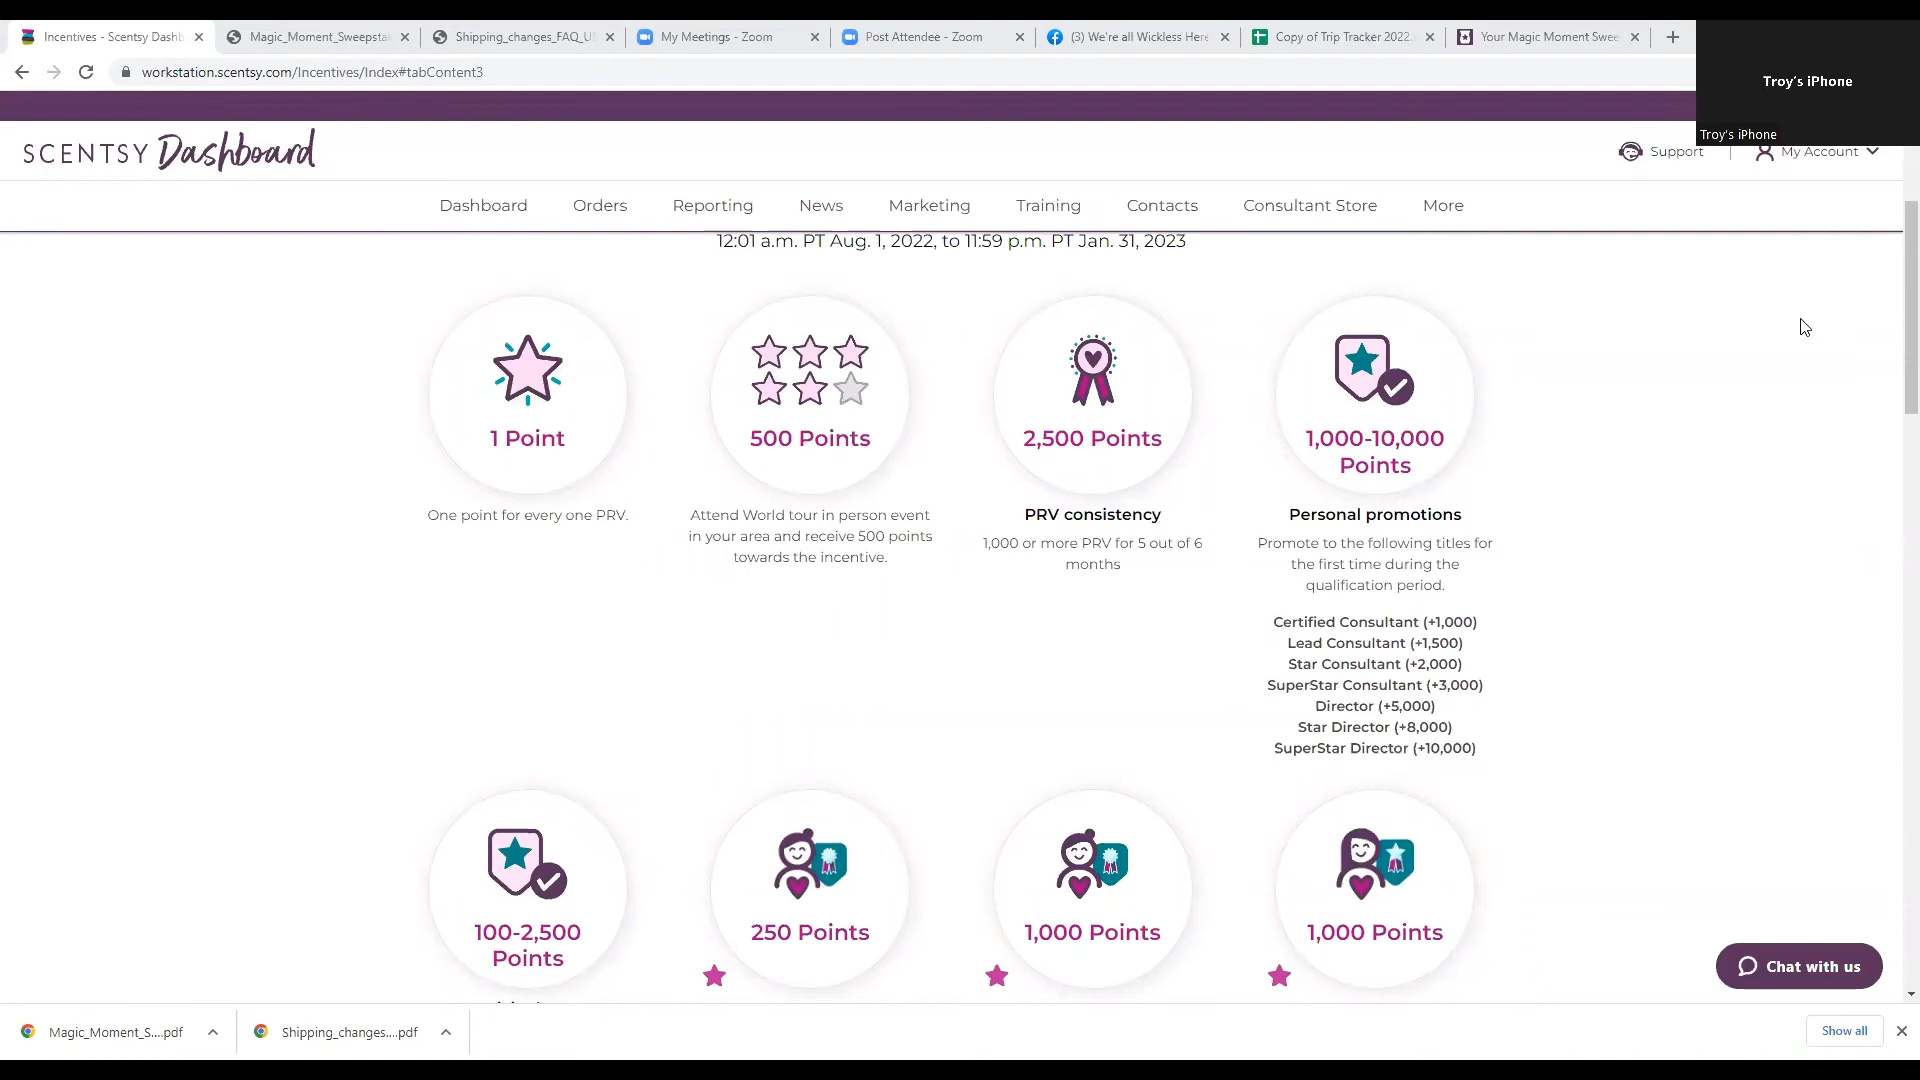 Incentives - Scentsy Dashb
Magic_Moment_Sweepsta
Shipping_changes_FAQ_US
My Meetings - Zoom
Post Attendee - Zoom
(3) We're all Wickless Here
Copy of Trip Tracker 2022
Your Magic Moment Swee
workstation.scentsy.com/Incentives/Index#tabContent3
Troy's iPhone
Troy's iPhone
SCENTSY Dashboard
Support
My Account
Dashboard
Orders
Reporting
News
Marketing
Training
Contacts
Consultant Store
More
12:01 a.m. PT Aug. 1, 2022, to 11:59 p.m. PT Jan. 31, 2023
1 Point
One point for every one PRV.
500 Points
Attend World tour in person event
in your area and receive 500 points
towards the incentive.
2,500 Points
PRV consistency
1,000 or more PRV for 5 out of 6
months
1,000-10,000
Points
Personal promotions
Promote to the following titles for
the first time during the
qualification period.
Certified Consultant (+1,000)
Lead Consultant (+1,500)
Star Consultant (+2,000)
SuperStar Consultant (+3,000)
Director (+5,000)
Star Director (+8,000)
SuperStar Director (+10,000)
100-2,500
Points
250 Points
1,000 Points
1,000 Points
Chat with us
Magic_Moment_S....pdf
Shipping_changes....pdf
Show all